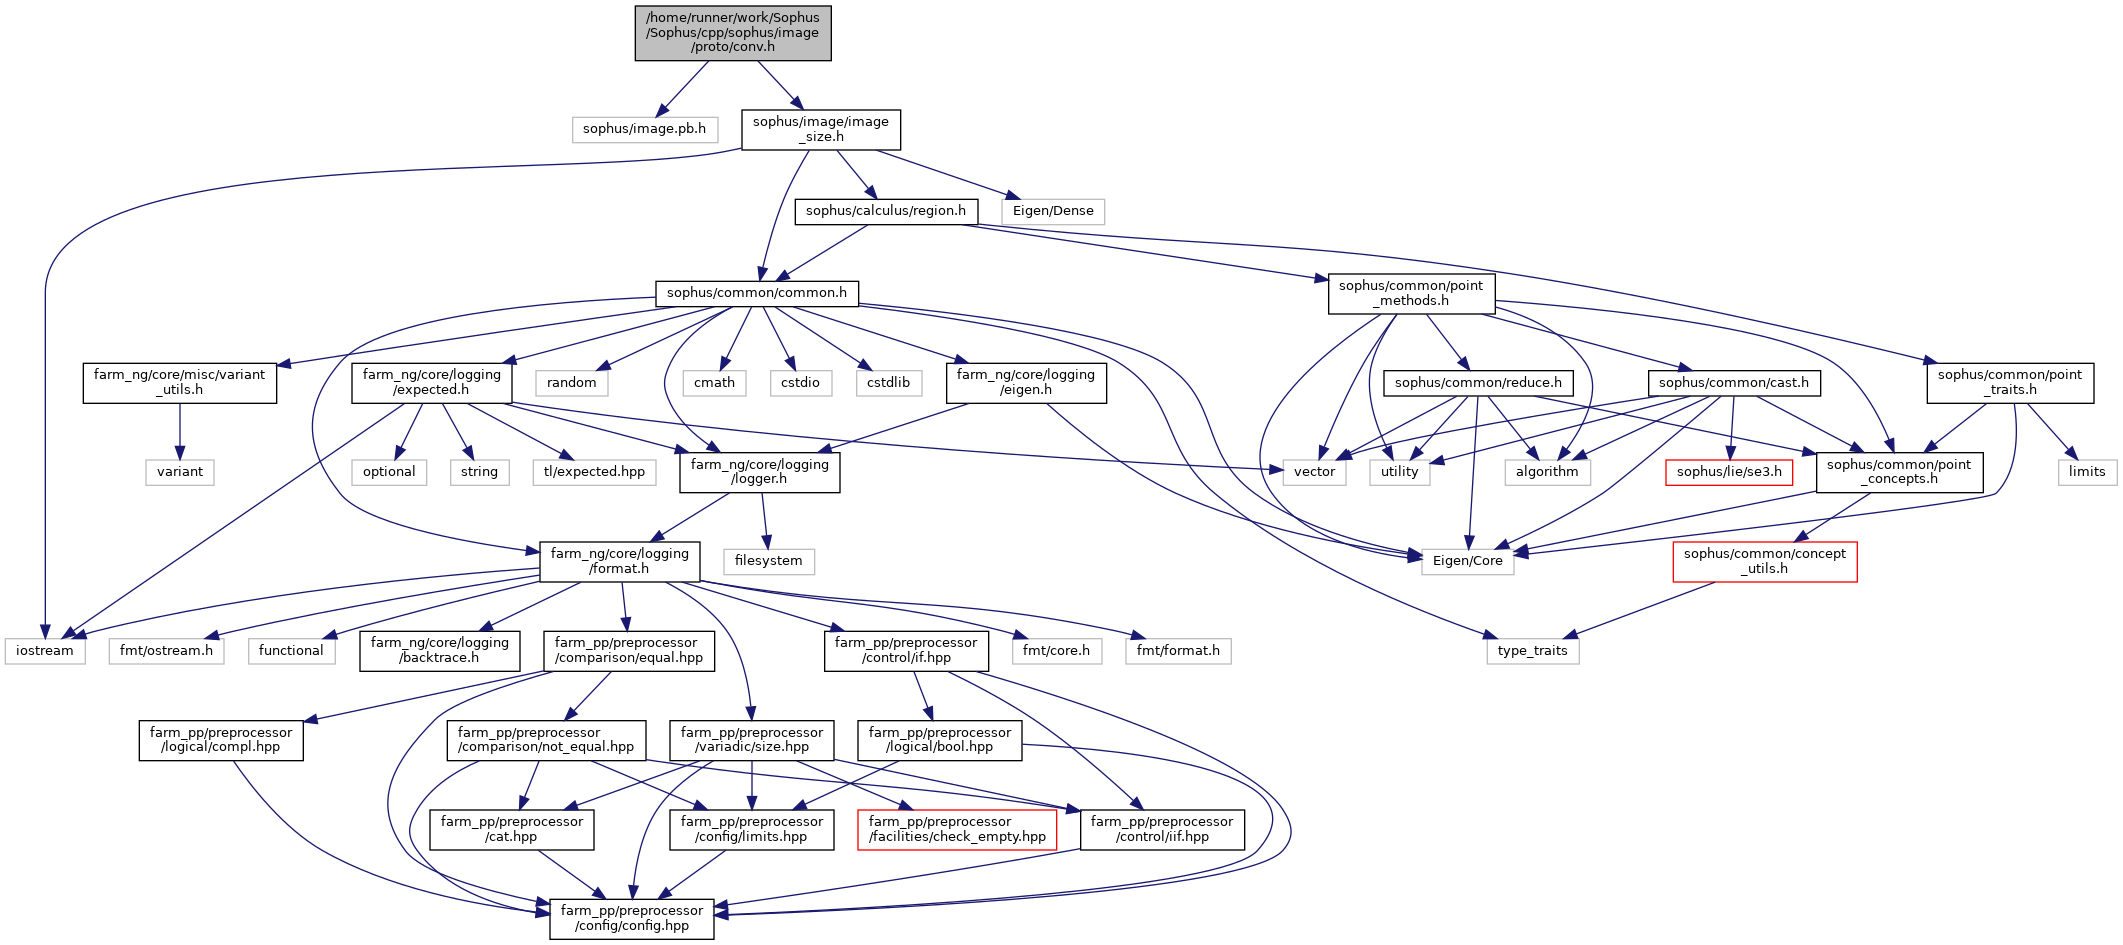 /home/runner/work/Sophus
/Sophus/cpp/sophus/image
/proto/conv.h
sophus/image.pb.h
sophus/image/image
_size.h
sophus/calculus/region.h
Eigen/Dense
sophus/common/common.h
sophus/common/point
_methods.h
farm_ng/core/misc/variant
_utils.h
farm_ng/core/logging
/expected.h
random
cmath
cstdio
cstdlib
farm_ng/core/logging
/eigen.h
sophus/common/reduce.h
sophus/common/cast.h
sophus/common/point
_traits.h
variant
optional
string
tl/expected.hpp
farm_ng/core/logging
/logger.h
vector
utility
algorithm
sophus/lie/se3.h
sophus/common/point
_concepts.h
limits
farm_ng/core/logging
/format.h
filesystem
Eigen/Core
sophus/common/concept
_utils.h
iostream
fmt/ostream.h
functional
farm_ng/core/logging
/backtrace.h
farm_pp/preprocessor
/comparison/equal.hpp
farm_pp/preprocessor
/control/if.hpp
fmt/core.h
fmt/format.h
type_traits
farm_pp/preprocessor
/logical/compl.hpp
farm_pp/preprocessor
/comparison/not_equal.hpp
farm_pp/preprocessor
/variadic/size.hpp
farm_pp/preprocessor
/logical/bool.hpp
farm_pp/preprocessor
/cat.hpp
farm_pp/preprocessor
/config/limits.hpp
farm_pp/preprocessor
/facilities/check_empty.hpp
farm_pp/preprocessor
/control/iif.hpp
farm_pp/preprocessor
/config/config.hpp